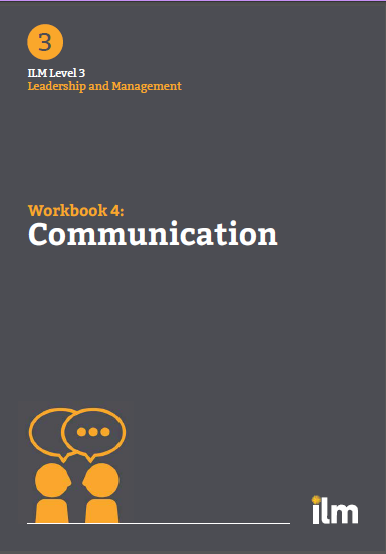 3
ILM Level 3
Leadership and Management
Workbook 4:
Communication
ilm